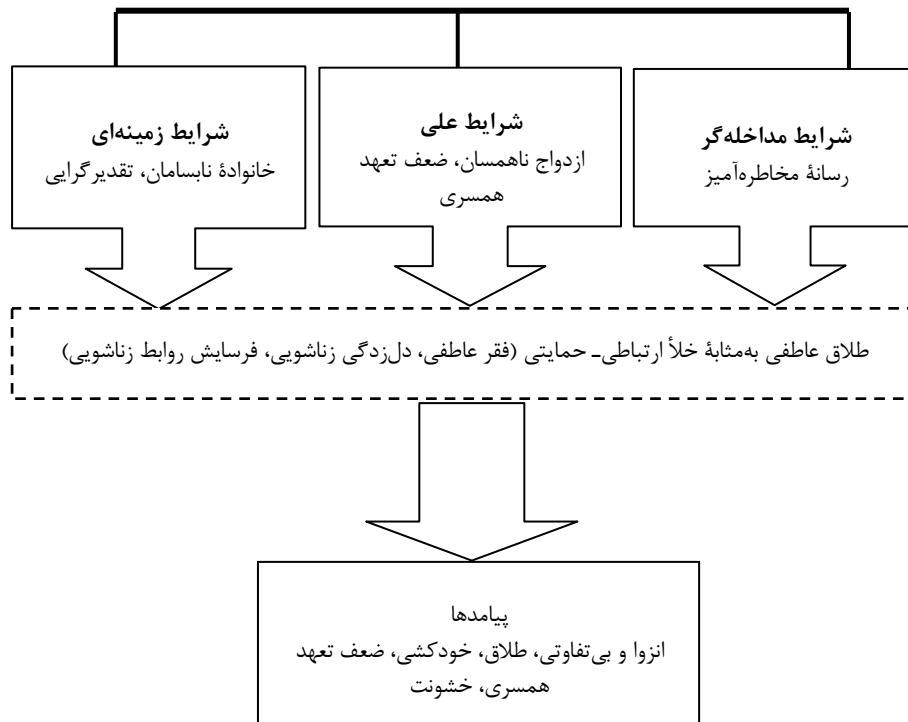 شرایط مداخله‌گر
رسانهٔ مخاطره‌آمیز
شرایط علی
ازدواج ناهمسان، ضعف تعهد
همسری
شرایط زمینه‌ای
خانوادهٔ نابسامان، تقدیرگرایی
طلاق عاطفی به‌مثابهٔ خلأ ارتباطی- حمایتی (فقر عاطفی، دل‌زدگی زناشویی، فرسایش روابط زناشویی)
پیامدها
انزوا و بی‌تفاوتی، طلاق، خودکشی، ضعف تعهد
همسری، خشونت